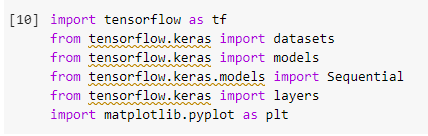 [10] import tensorflow as tf
from tensorflow.keras import datasets
from tensorflow.keras import models
from tensorflow.keras.models import Sequential
from tensorflow.keras import layers
import matplotlib.pyplot as plt